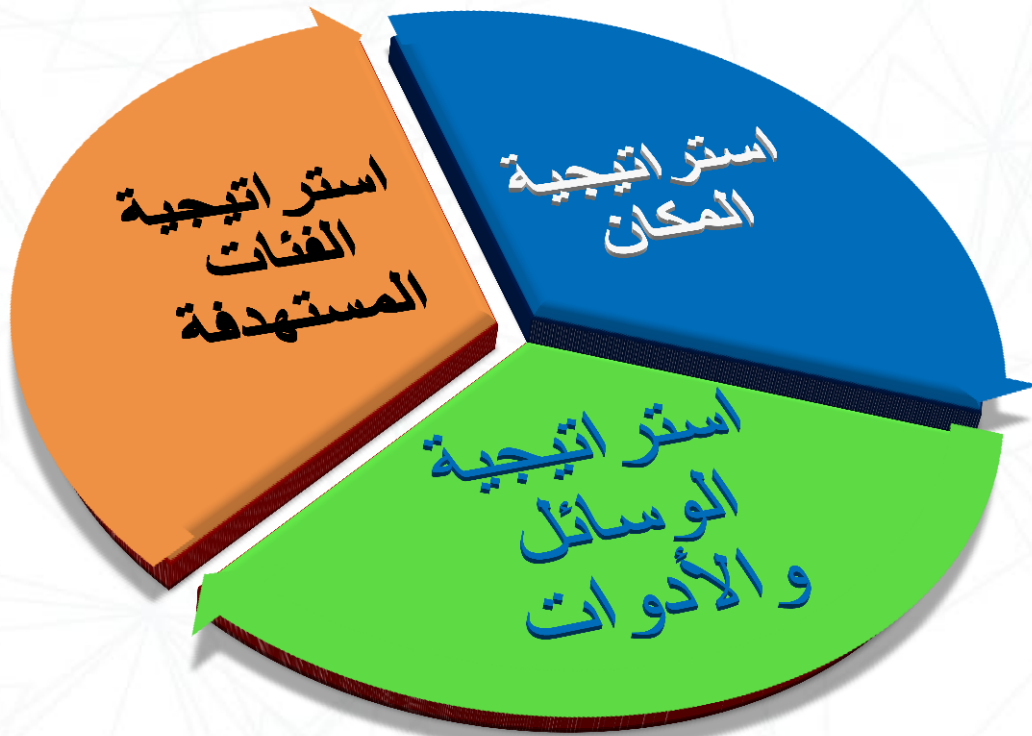 استراتيجية
المكان
استراتيجية
الفئات
المستهدفة
استراتيجية
الوسائل
والأدوات